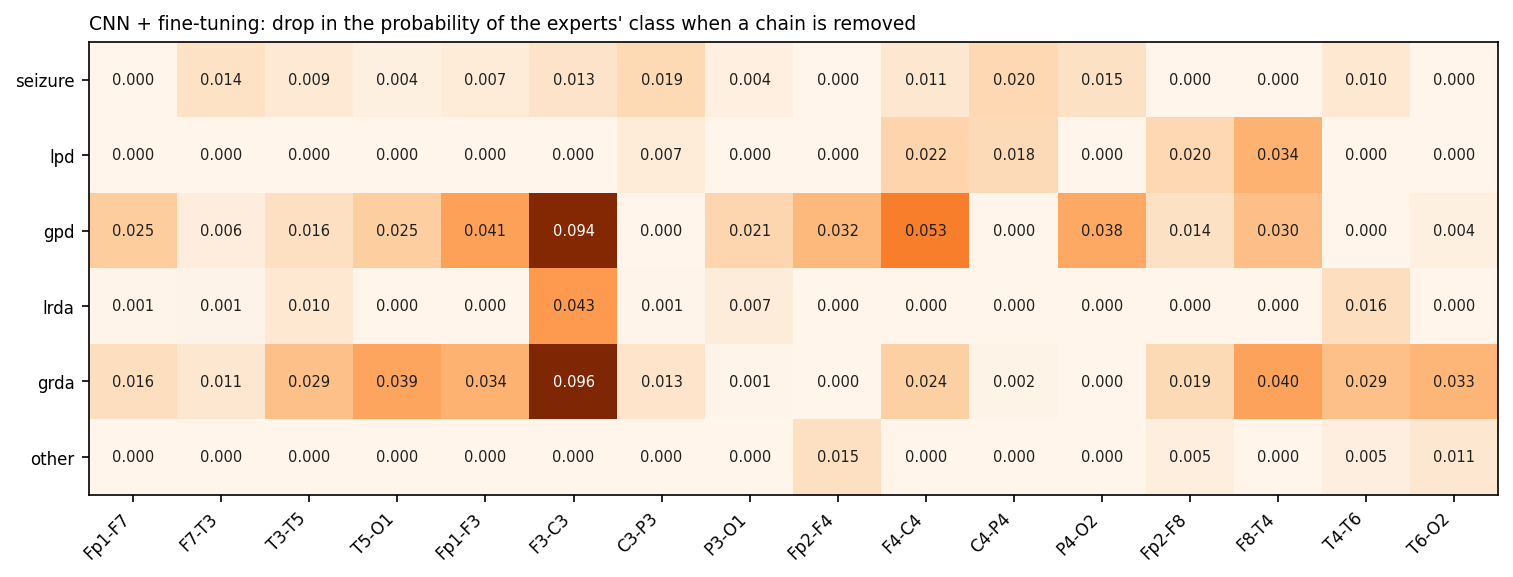 CNN + fine-tuning: drop in the probability of the experts' class when a chain is removed
seizure 0.000 0.014 0.009 0.004 0.007 0.013 0.019 0.004 0.000 0.011 0.020 0.015 0.000 0.000 0.010 0.000
lpd 0.000 0.000 0.000 0.000 0.000 0.000 0.007 0.000 0.000 0.022 0.018 0.000 0.020 0.034 0.000 0.000
gpd 0.025 0.006 0.016 0.025 0.041 0.094 0.000 0.021 0.032 0.053 0.000 0.038 0.014 0.030 0.000 0.004
lrda 0.001 0.001 0.010 0.000 0.000 0.043 0.001 0.007 0.000 0.000 0.000 0.000 0.000 0.000 0.016 0.000
grda 0.016 0.011 0.029 0.039 0.034 0.096 0.013 0.001 0.000 0.024 0.002 0.000 0.019 0.040 0.029 0.033
other 0.000 0.000 0.000 0.000 0.000 0.000 0.000 0.000 0.015 0.000 0.000 0.000 0.005 0.000 0.005 0.011
Fp1-F7 F7-T3 T3-T5 T5-O1 Fp1-F3 F3-C3 C3-P3 P3-O1 Fp2-F4 F4-C4 C4-P4 P4-O2 Fp2-F8 F8-T4 T4-T6 T6-O2